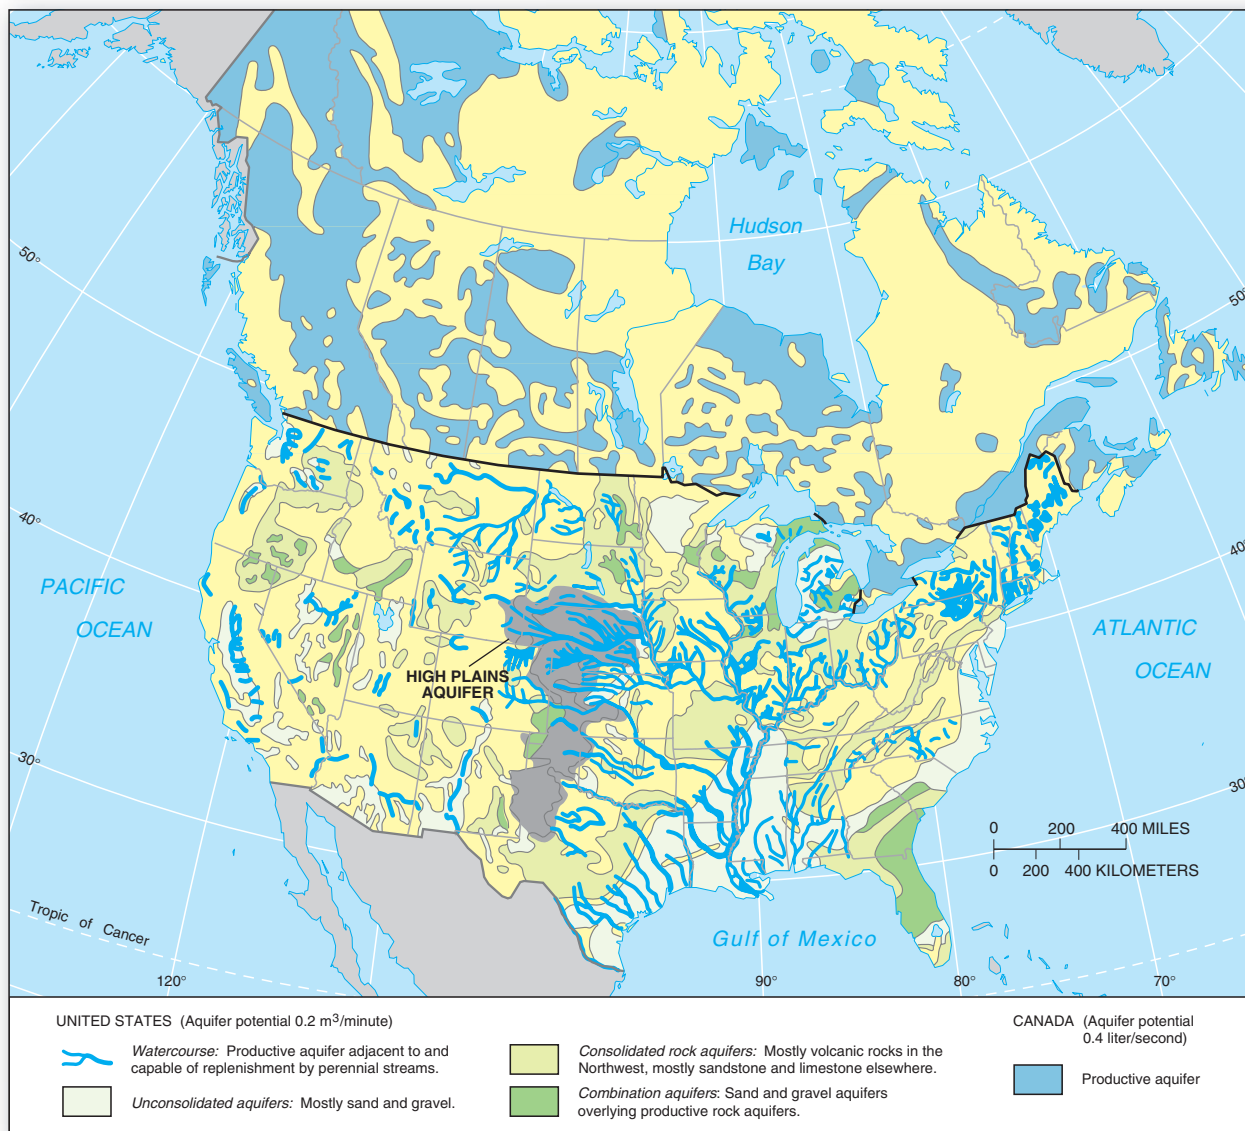 Hudson
Bay
50°
50°
40°
40°
PACIFIC
OCEAN
ATLANTIC
OCEAN
HIGH PLAINS
AQUIFER
30°
30°
0 200 400 MILES
0 200 400 KILOMETERS
Tropic of Cancer
Gulf of Mexico
120°
90°
80°
70°
UNITED STATES (Aquifer potential 0.2 m³/minute)
Watercourse: Productive aquifer adjacent to and
capable of replenishment by perennial streams.
Unconsolidated aquifers: Mostly sand and gravel.
Consolidated rock aquifers: Mostly volcanic rocks in the
Northwest, mostly sandstone and limestone elsewhere.
Combination aquifers: Sand and gravel aquifers
overlying productive rock aquifers.
CANADA (Aquifer potential
0.4 liter/second)
Productive aquifer